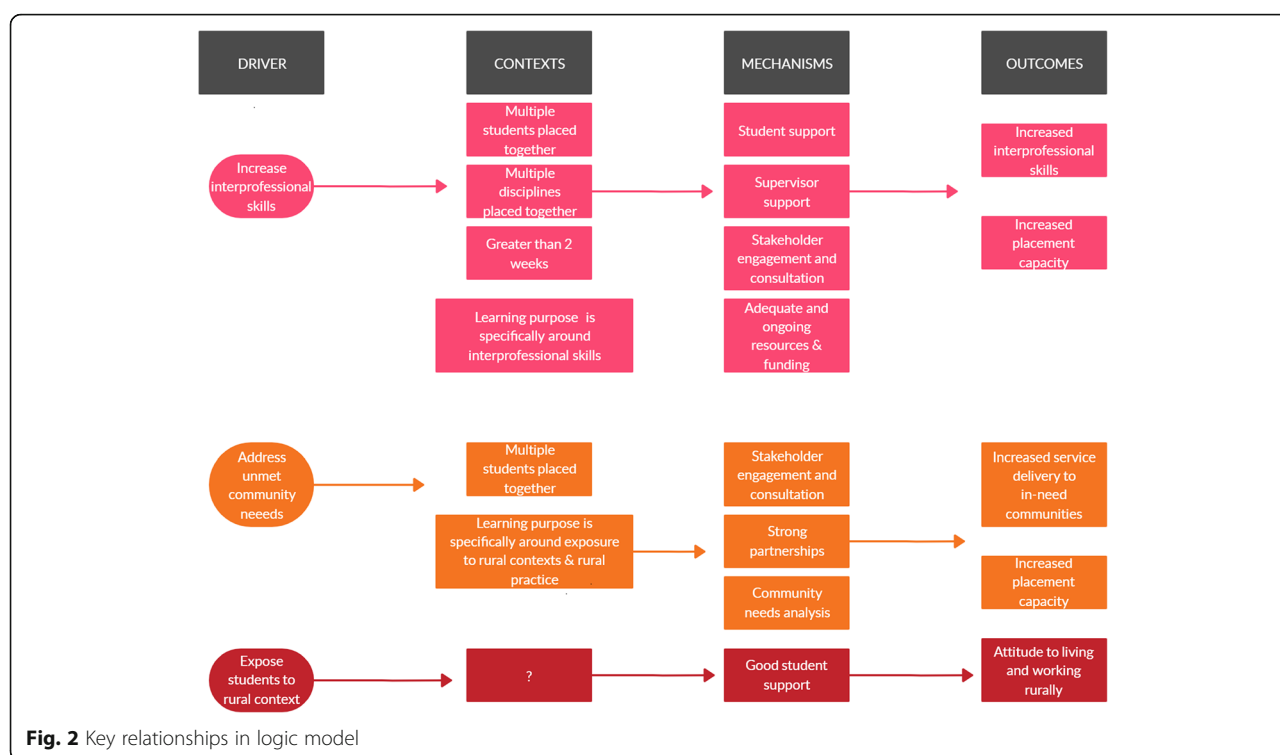 DRIVER
CONTEXTS
MECHANISMS
OUTCOMES
Increase
interprofessional
skills
Multiple
students placed
together
Multiple
disciplines
placed together
Greater than 2
weeks
Learning purpose is
specifically around
interprofessional skills
Student support
Supervisor
support
Stakeholder
engagement and
consultation
Adequate and
ongoing
resources &
funding
Increased
interprofessional
skills
Increased
placement
capacity
Address
unmet
community
neeeds
Multiple
students placed
together
Learning purpose is
specifically around exposure
to rural contexts & rural
practice
Stakeholder
engagement and
consultation
Strong
partnerships
Community
needs analysis
Increased service
delivery to
in-need
communities
Increased
placement
capacity
Expose
students to
rural context
?
Good student
support
Attitude to living
and working
rurally
Fig. 2 Key relationships in logic model